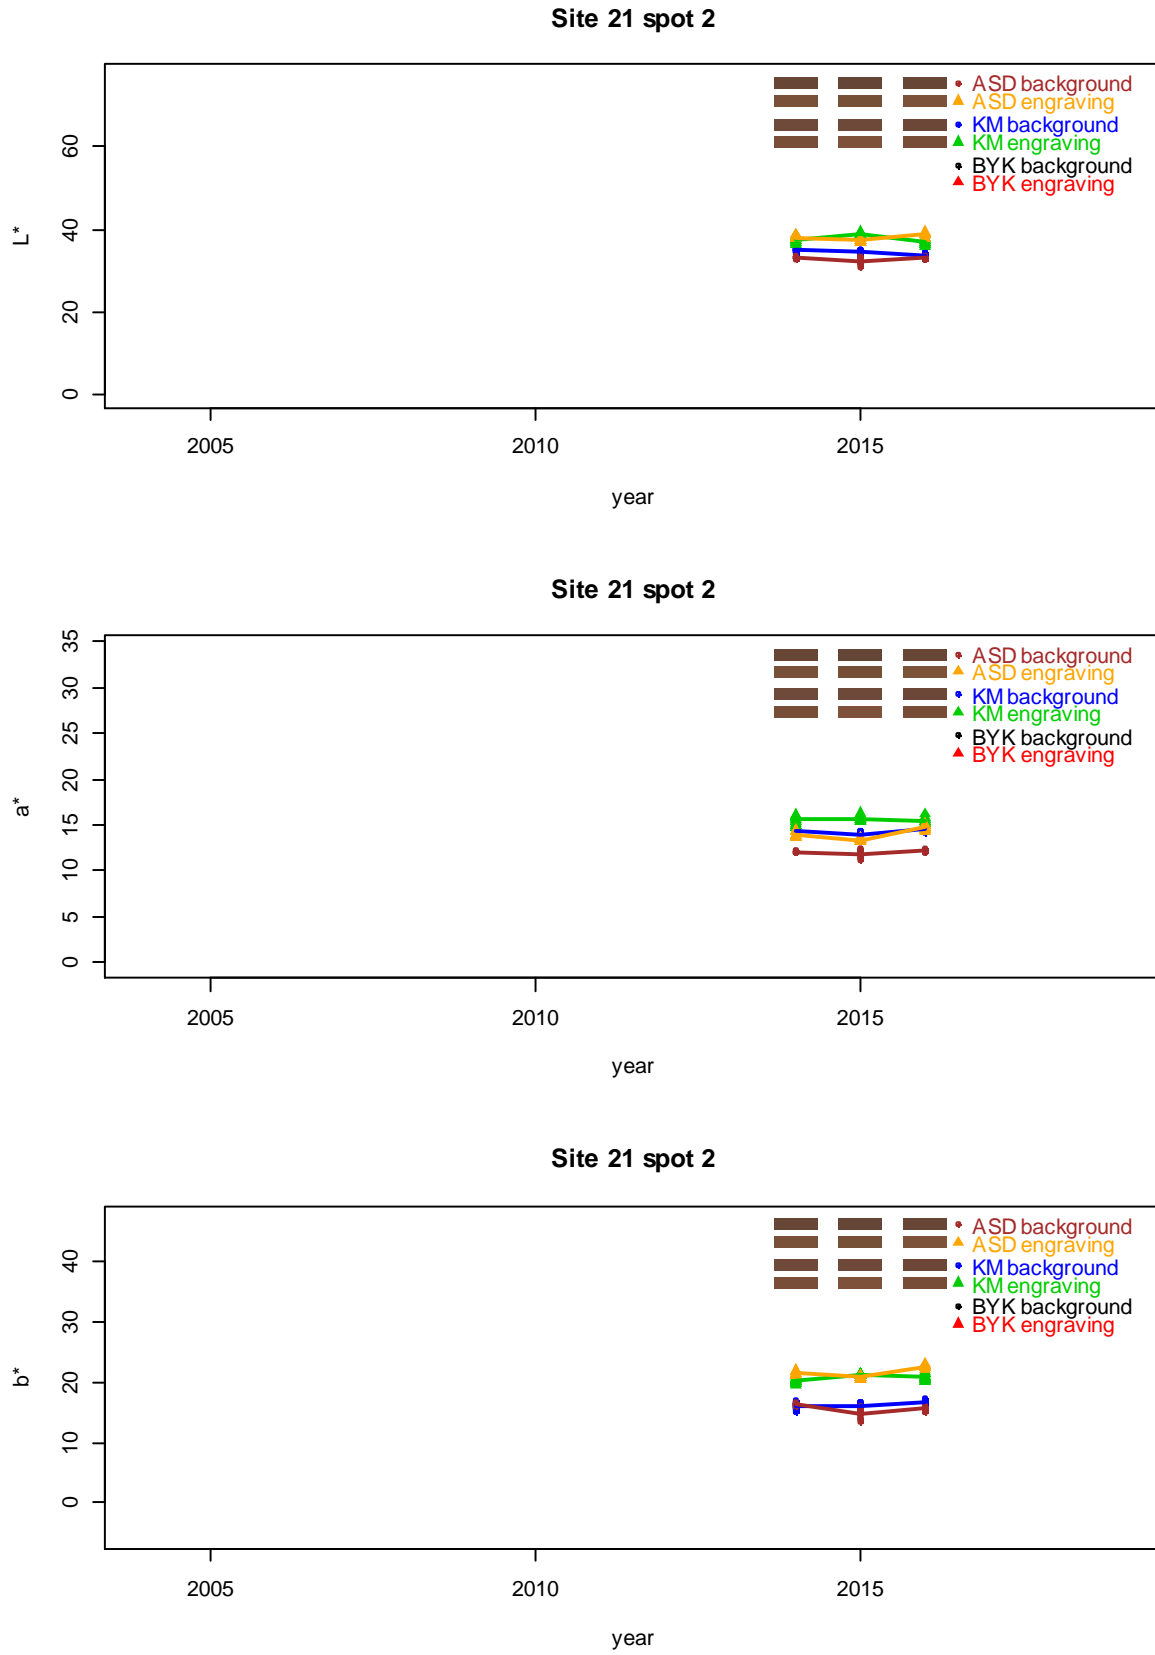 Site 21 spot 2
ASD background
ASD engraving
KM background
KM engraving
BYK background
BYK engraving
L*
60
40
20
0
2005 2010 2015
year
Site 21 spot 2
ASD background
ASD engraving
KM background
KM engraving
BYK background
BYK engraving
a*
35
30
25
20
15
10
5
0
2005 2010 2015
year
Site 21 spot 2
ASD background
ASD engraving
KM background
KM engraving
BYK background
BYK engraving
b*
40
30
20
10
0
2005 2010 2015
year